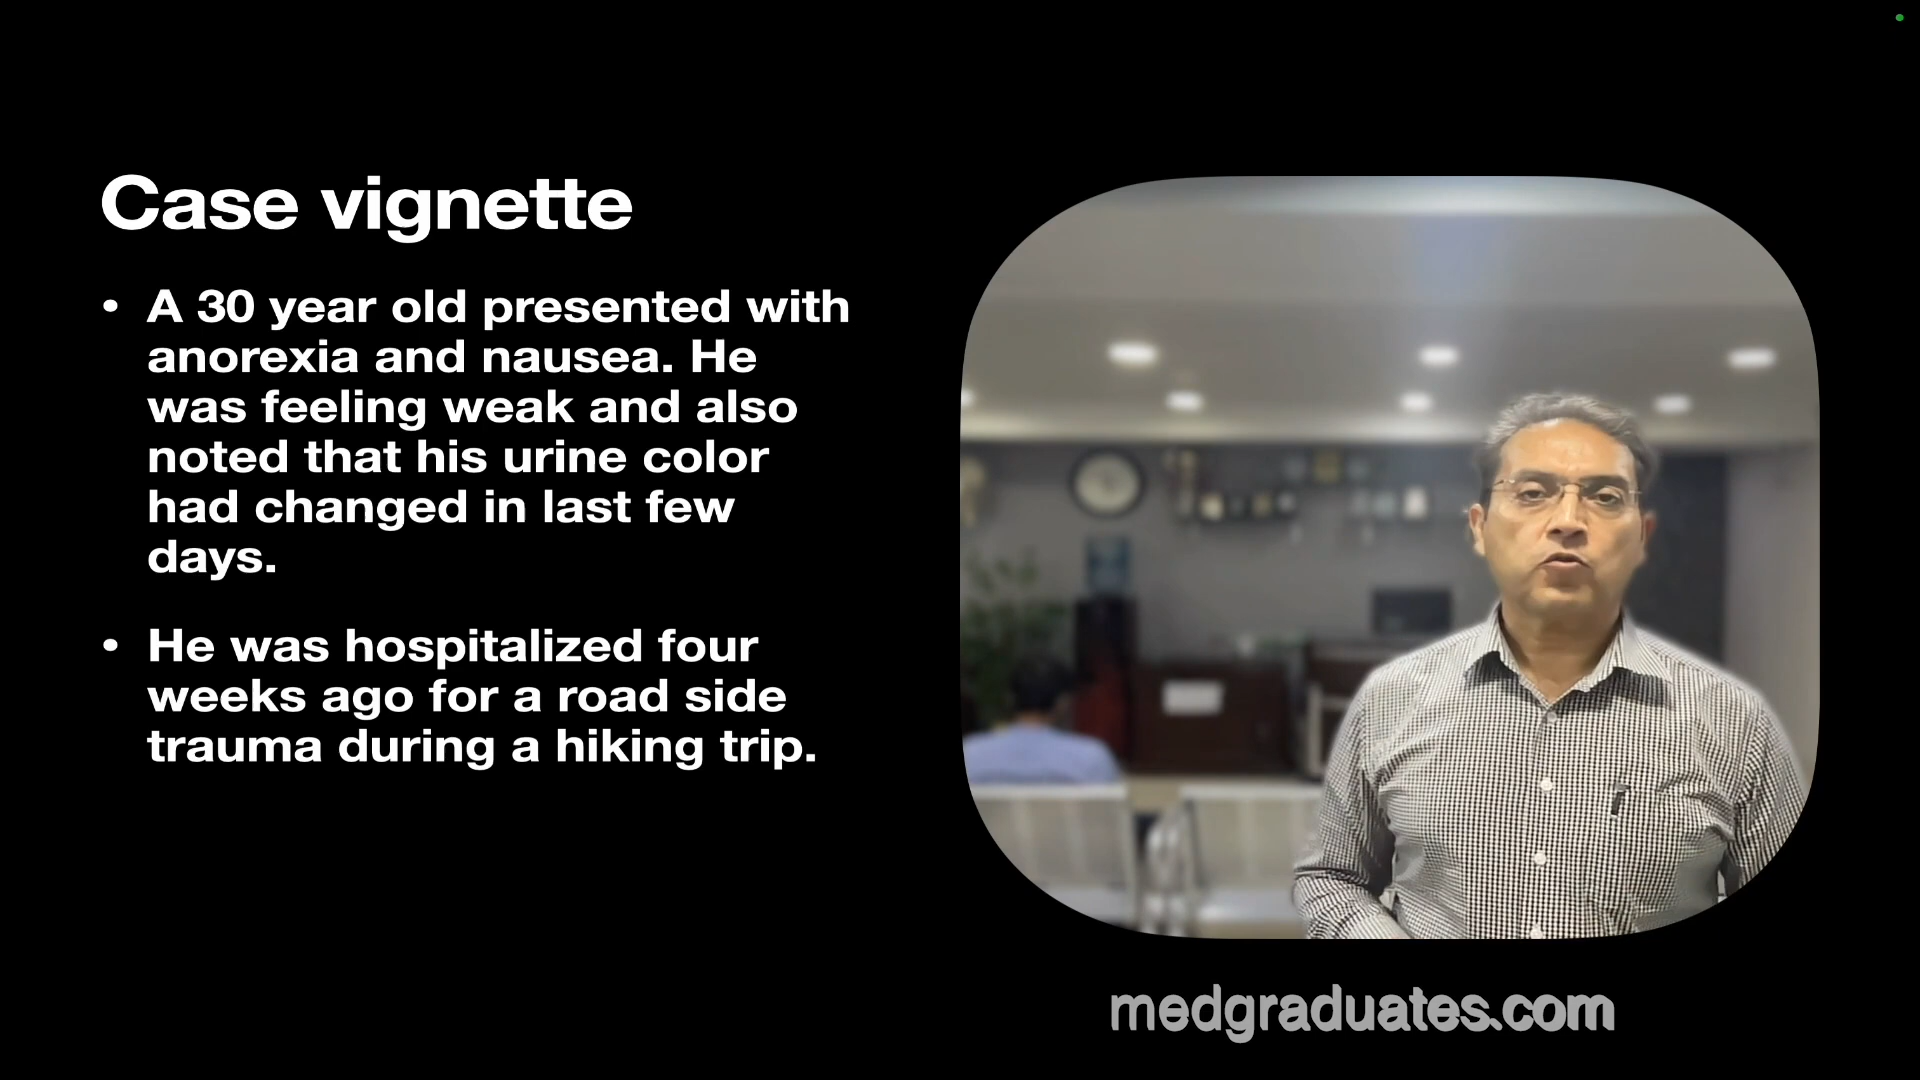 Case vignette
• A 30 year old presented with
anorexia and nausea. He
was feeling weak and also
noted that his urine color
had changed in last few
days.
• He was hospitalized four
weeks ago for a road side
trauma during a hiking trip.
medgraduates.com